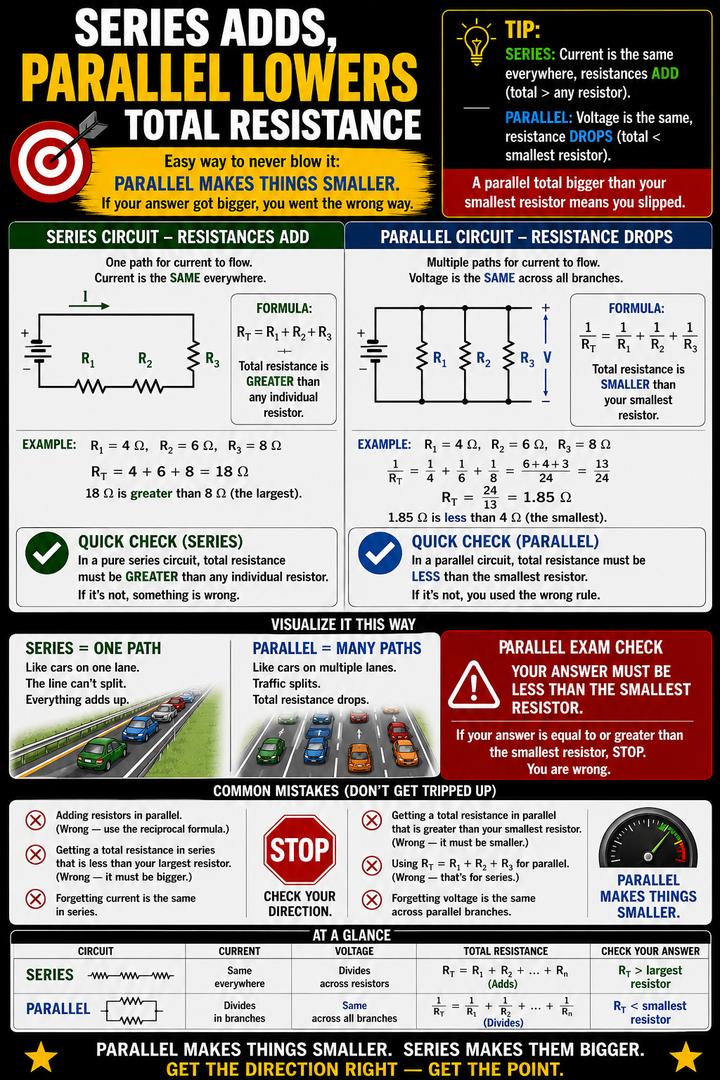 SERIES ADDS,
PARALLEL LOWERS
TOTAL RESISTANCE
Easy way to never blow it:
PARALLEL MAKES THINGS SMALLER.
If your answer got bigger, you went the wrong way.
TIP:
SERIES: Current is the same
everywhere, resistances ADD
(total > any resistor).
PARALLEL: Voltage is the same,
resistance DROPS (total <
smallest resistor).
A parallel total bigger than your
smallest resistor means you slipped.
SERIES CIRCUIT – RESISTANCES ADD
One path for current to flow.
Current is the SAME everywhere.
I
+
−
R₁
R₂
R₃
FORMULA:
R_T = R₁ + R₂ + R₃
Total resistance is
GREATER than
any individual
resistor.
EXAMPLE: R₁ = 4 Ω, R₂ = 6 Ω, R₃ = 8 Ω
R_T = 4 + 6 + 8 = 18 Ω
18 Ω is greater than 8 Ω (the largest).
QUICK CHECK (SERIES)
In a pure series circuit, total resistance
must be GREATER than any individual resistor.
If it's not, something is wrong.
PARALLEL CIRCUIT – RESISTANCE DROPS
Multiple paths for current to flow.
Voltage is the SAME across all branches.
+
−
R₁
R₂
R₃
+
V
−
FORMULA:
1/R_T = 1/R₁ + 1/R₂ + 1/R₃
Total resistance is
SMALLER than
your smallest
resistor.
EXAMPLE: R₁ = 4 Ω, R₂ = 6 Ω, R₃ = 8 Ω
1/R_T = 1/4 + 1/6 + 1/8 = 6+4+3/24 = 13/24
R_T = 24/13 = 1.85 Ω
1.85 Ω is less than 4 Ω (the smallest).
QUICK CHECK (PARALLEL)
In a parallel circuit, total resistance must be
LESS than the smallest resistor.
If it's not, you used the wrong rule.
VISUALIZE IT THIS WAY
SERIES = ONE PATH
Like cars on one lane.
The line can't split.
Everything adds up.
PARALLEL = MANY PATHS
Like cars on multiple lanes.
Traffic splits.
Total resistance drops.
PARALLEL EXAM CHECK
YOUR ANSWER MUST BE
LESS THAN THE SMALLEST
RESISTOR.
If your answer is equal to or greater than
the smallest resistor, STOP.
You are wrong.
COMMON MISTAKES (DON'T GET TRIPPED UP)
Adding resistors in parallel.
(Wrong — use the reciprocal formula.)
Getting a total resistance in series
that is less than your largest resistor.
(Wrong — it must be bigger.)
Forgetting current is the same
in series.
STOP
CHECK YOUR
DIRECTION.
Getting a total resistance in parallel
that is greater than your smallest resistor.
(Wrong — it must be smaller.)
Using R_T = R₁ + R₂ + R₃ for parallel.
(Wrong — that's for series.)
Forgetting voltage is the same
across parallel branches.
PARALLEL
MAKES THINGS
SMALLER.
AT A GLANCE
CIRCUIT CURRENT VOLTAGE TOTAL RESISTANCE CHECK YOUR ANSWER
SERIES
Same
everywhere
Divides
across resistors
R_T = R₁ + R₂ + ... + Rₙ
(Adds)
R_T > largest
resistor
PARALLEL
Divides
in branches
Same
across all branches
1/R_T = 1/R₁ + 1/R₂ + ... + 1/Rₙ
(Divides)
R_T < smallest
resistor
PARALLEL MAKES THINGS SMALLER. SERIES MAKES THEM BIGGER.
GET THE DIRECTION RIGHT — GET THE POINT.